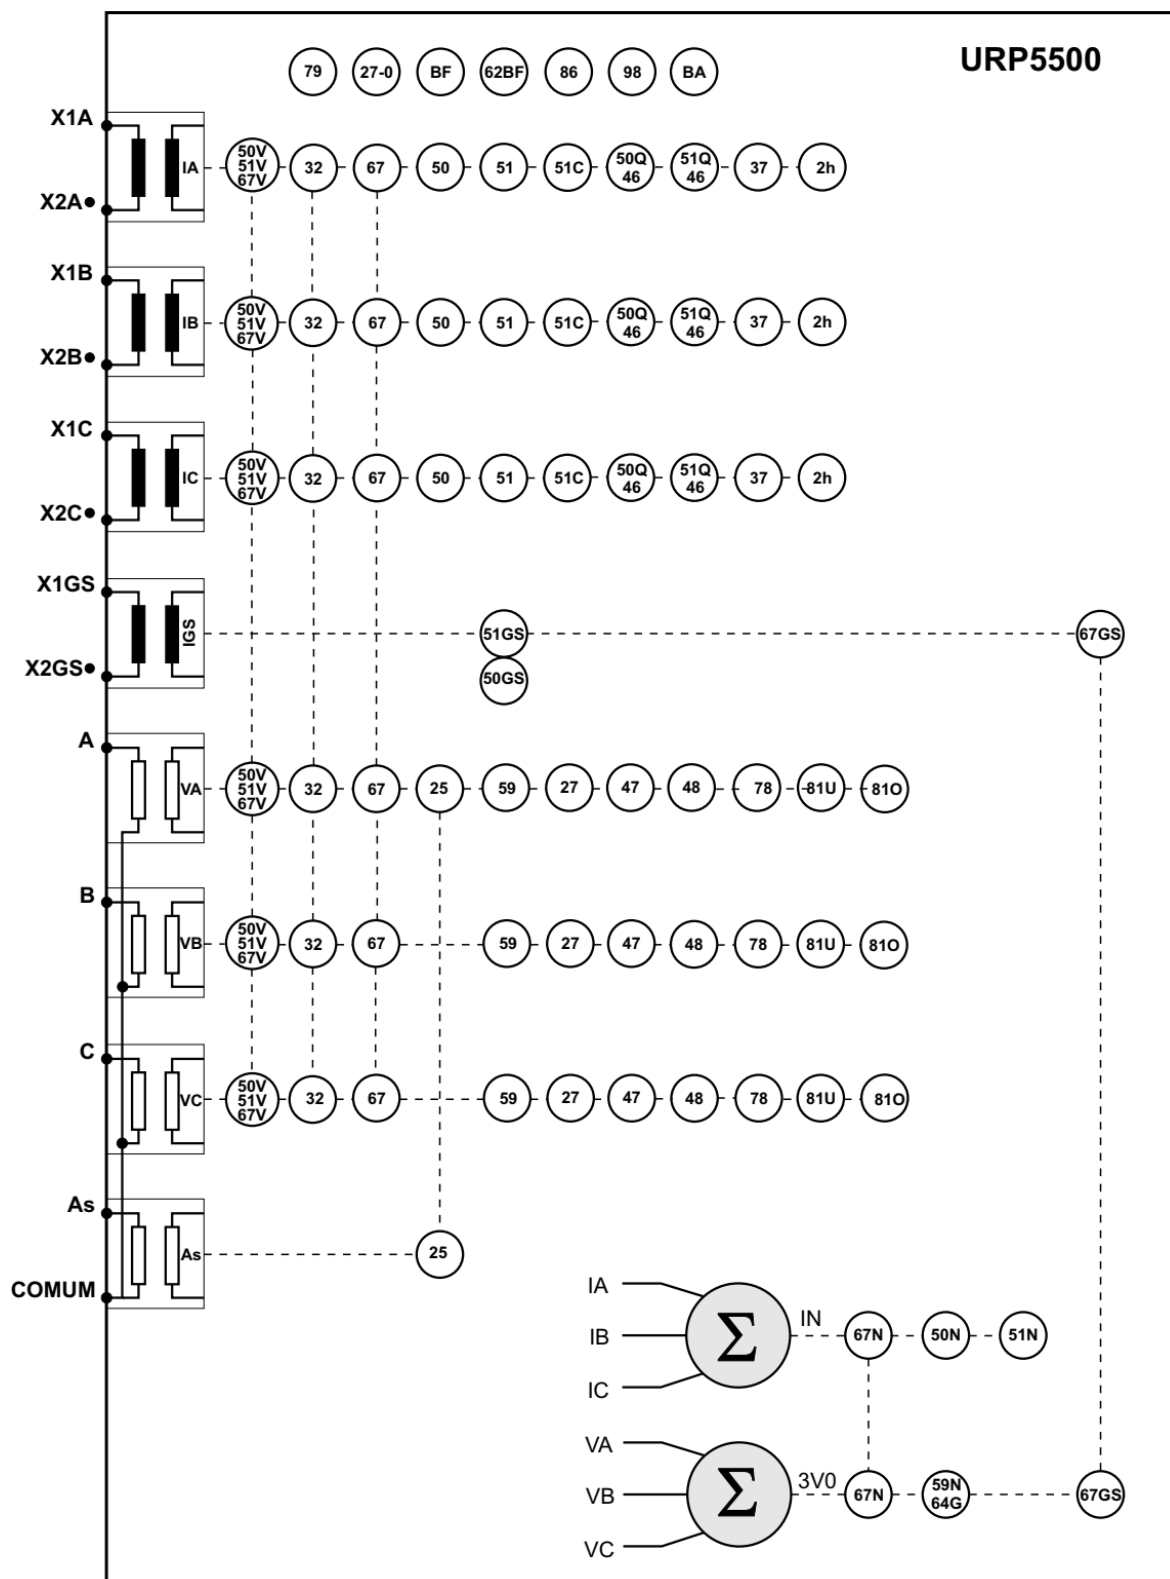 URP5500
79 27-0 BF 62BF 86 98 BA
X1A
50V
51V
67V
IA 32 67 50 51 51C 50Q
46 51Q
46 37 2h
X2A•
X1B
50V
51V
67V
IB 32 67 50 51 51C 50Q
46 51Q
46 37 2h
X2B•
X1C
50V
51V
67V
IC 32 67 50 51 51C 50Q
46 51Q
46 37 2h
X2C•
X1GS
IGS 51GS 67GS
50GS
X2GS•
A
50V
51V
67V
VA 32 67 25 59 27 47 48 78 81U 81O
B
50V
51V
67V
VB 32 67 59 27 47 48 78 81U 81O
C
50V
51V
67V
VC 32 67 59 27 47 48 78 81U 81O
As
As 25
COMUM
IA
IB
IC
Σ
IN
67N 50N 51N
VA
VB
VC
Σ
3V0
67N
59N
64G
67GS